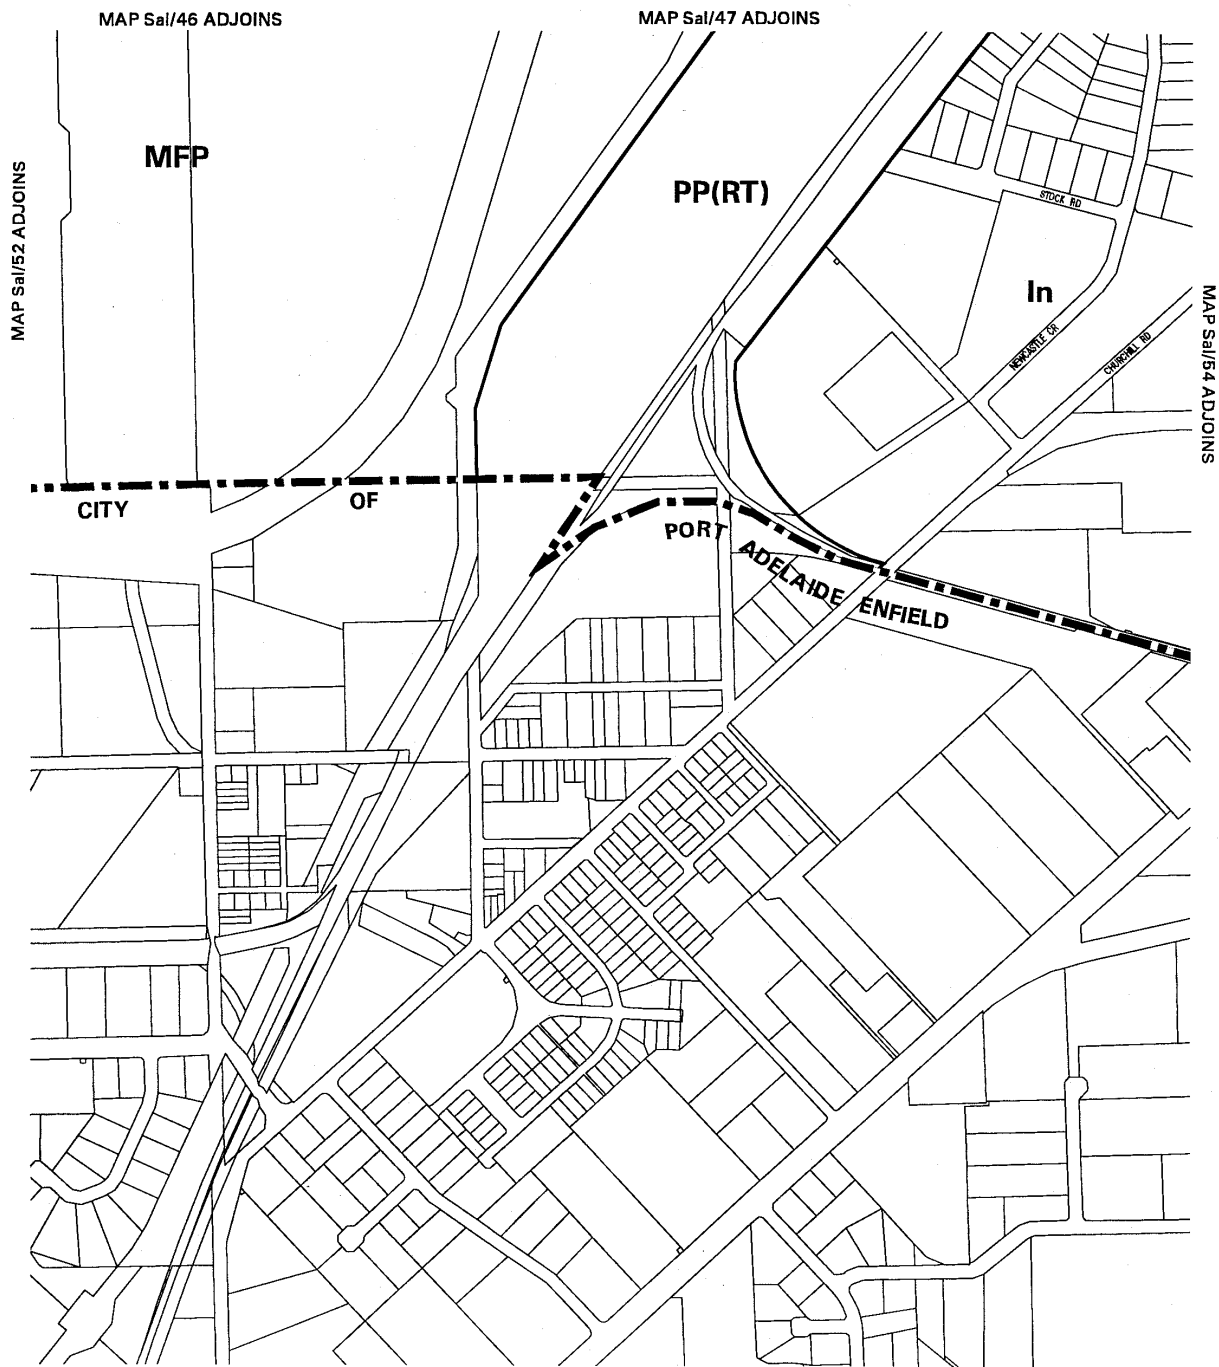 MAP Sal/46 ADJOINS
MAP Sal/47 ADJOINS
MAP Sal/52 ADJOINS
MFP
PP(RT)
STOCK RD
In
NEWCASTLE CR
CHURCHILL RD
MAP Sal/54 ADJOINS
CITY OF PORT ADELAIDE ENFIELD